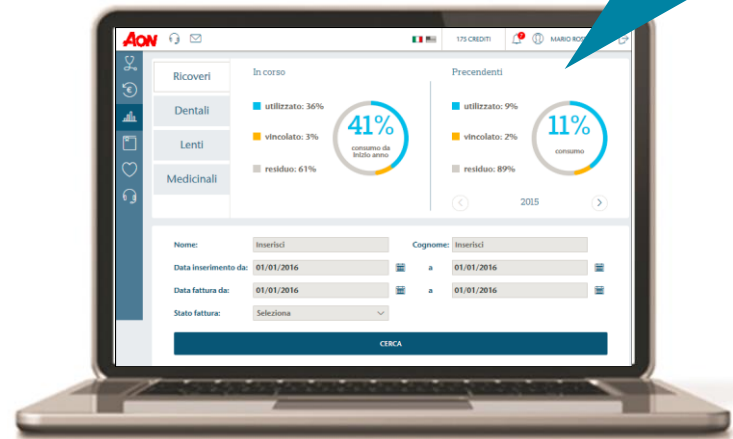 AON
175 CREDITI
MARIO
Ricoveri
Dentali
Lenti
Medicinali
In corso
utilizzato: 36%
vincolato: 3%
residuo: 61%
41%
consumo da
Inizio anno
Precendenti
utilizzato: 9%
vincolato: 2%
residuo: 89%
11%
consumo
2015
Nome: Inserisci Cognome: Inserisci
Data inserimento da: 01/01/2016 a 01/01/2016
Data fattura da: 01/01/2016 a 01/01/2016
Stato fattura: Seleziona
CERCA